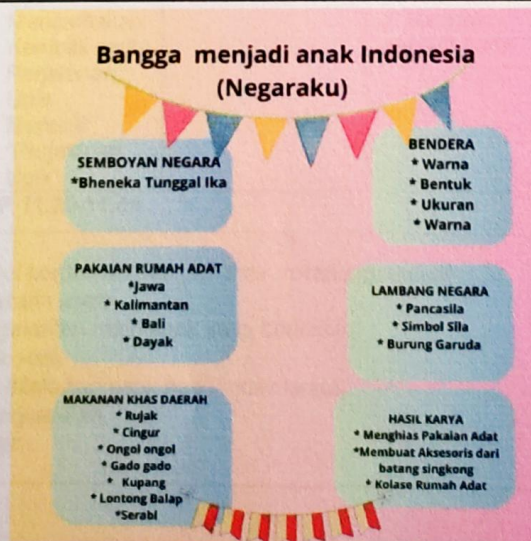 Bangga menjadi anak Indonesia
(Negaraku)
SEMBOYAN NEGARA
*Bheneka Tunggal Ika
BENDERA
* Warna
* Bentuk
* Ukuran
* Warna
PAKAIAN RUMAH ADAT
*Jawa
* Kalimantan
* Bali
* Dayak
LAMBANG NEGARA
* Pancasila
* Simbol Sila
* Burung Garuda
MAKANAN KHAS DAERAH
* Rujak
* Cingur
* Ongol ongol
* Gado gado
* Kupang
* Lontong Balap
*Serabi
HASIL KARYA
* Menghias Pakaian Adat
*Membuat Aksesoris dari
batang singkong
* Kolase Rumah Adat